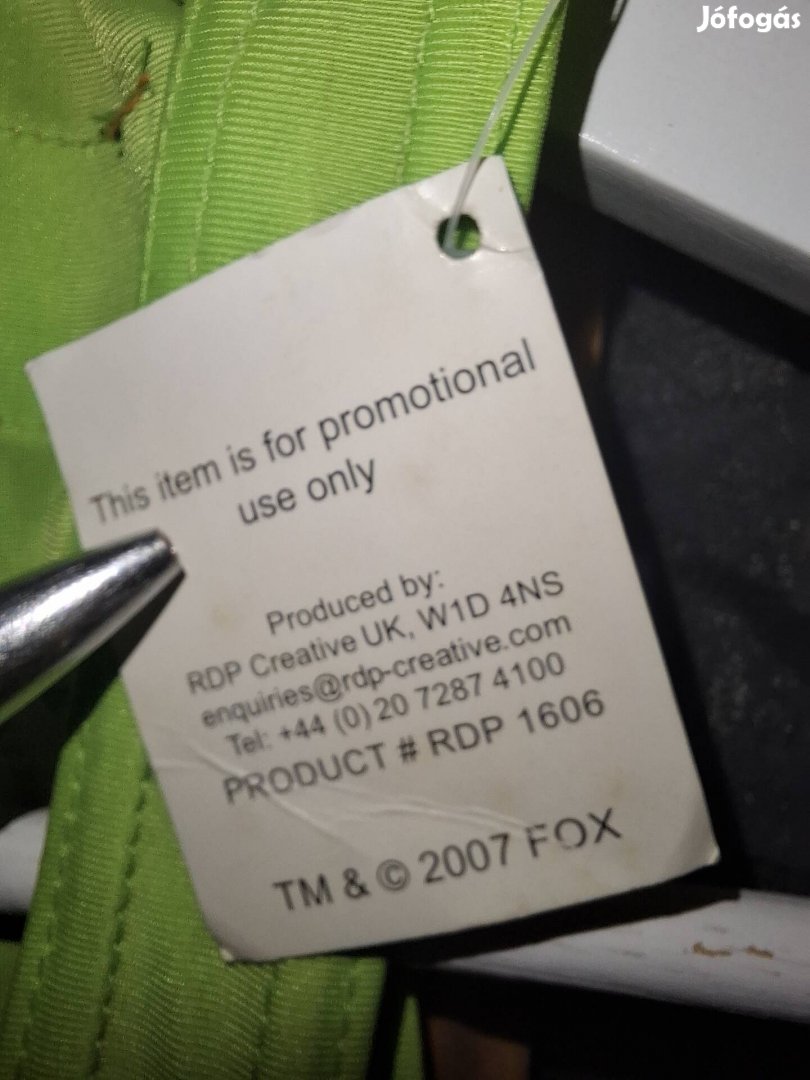 Jófogás
This item is for promotional
use only
Produced by:
RDP Creative UK, W1D 4NS
enquiries@rdp-creative.com
Tel: +44 (0) 20 7287 4100
PRODUCT # RDP 1606
TM & © 2007 FOX